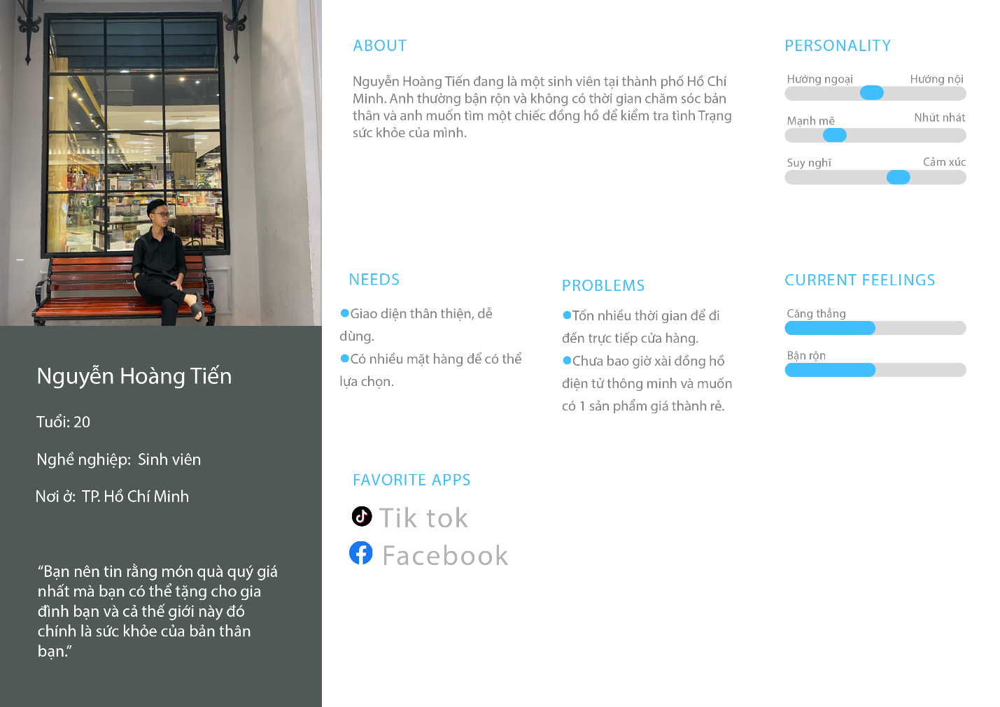 Nguyễn Hoàng Tiến
Tuổi: 20
Nghề nghiệp: Sinh viên
Nơi ở: TP. Hồ Chí Minh
“Bạn nên tin rằng món quà quý giá
nhất mà bạn có thể tặng cho gia
đình bạn và cả thế giới này đó
chính là sức khỏe của bản thân
bạn.”
ABOUT
Nguyễn Hoàng Tiến đang là một sinh viên tại thành phố Hồ Chí
Minh. Anh thường bận rộn và không có thời gian chăm sóc bản
thân và anh muốn tìm một chiếc đồng hồ để kiểm tra tình Trạng
sức khỏe của mình.
PERSONALITY
Hướng ngoại Hướng nội
Mạnh mẽ Nhút nhát
Suy nghĩ Cảm xúc
NEEDS
●Giao diện thân thiện, dễ
dùng.
●Có nhiều mặt hàng để có thể
lựa chọn.
PROBLEMS
●Tốn nhiều thời gian để đi
đến trực tiếp cửa hàng.
●Chưa bao giờ xài đồng hồ
điện tử thông minh và muốn
có 1 sản phẩm giá thành rẻ.
CURRENT FEELINGS
Căng thẳng
Bận rộn
FAVORITE APPS
Tik tok
Facebook